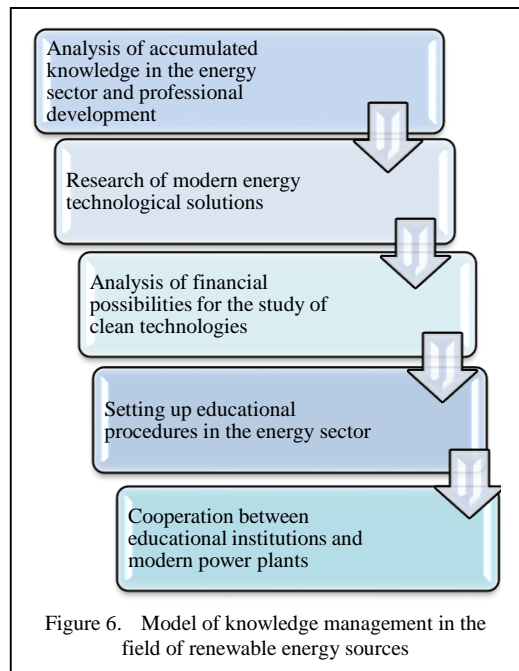 Analysis of accumulated
knowledge in the energy
sector and professional
development
Research of modern energy
technological solutions
Analysis of financial
possibilities for the study of
clean technologies
Setting up educational
procedures in the energy sector
Cooperation between
educational institutions and
modern power plants
Figure 6. Model of knowledge management in the
field of renewable energy sources